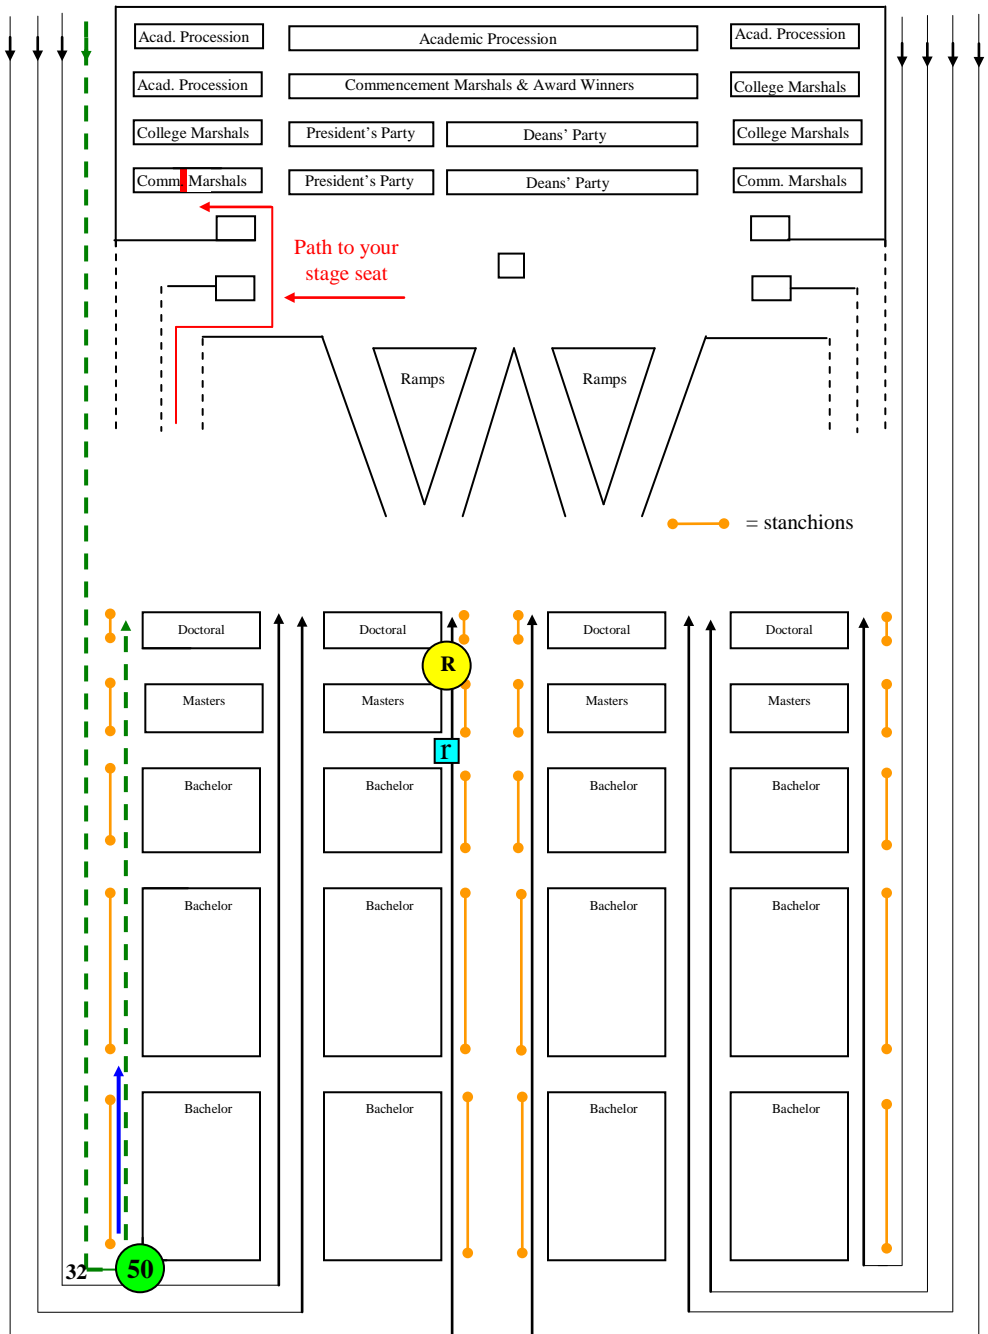 Acad. Procession
Academic Procession
Acad. Procession
Acad. Procession
Commencement Marshals & Award Winners
College Marshals
College Marshals
President's Party
Deans' Party
College Marshals
Comm. Marshals
President's Party
Deans' Party
Comm. Marshals
Path to your
stage seat
Ramps
Ramps
= stanchions
Doctoral
Doctoral
Doctoral
Doctoral
R
Masters
Masters
Masters
Masters
r
Bachelor
Bachelor
Bachelor
Bachelor
Bachelor
Bachelor
Bachelor
Bachelor
Bachelor
Bachelor
Bachelor
Bachelor
32
50